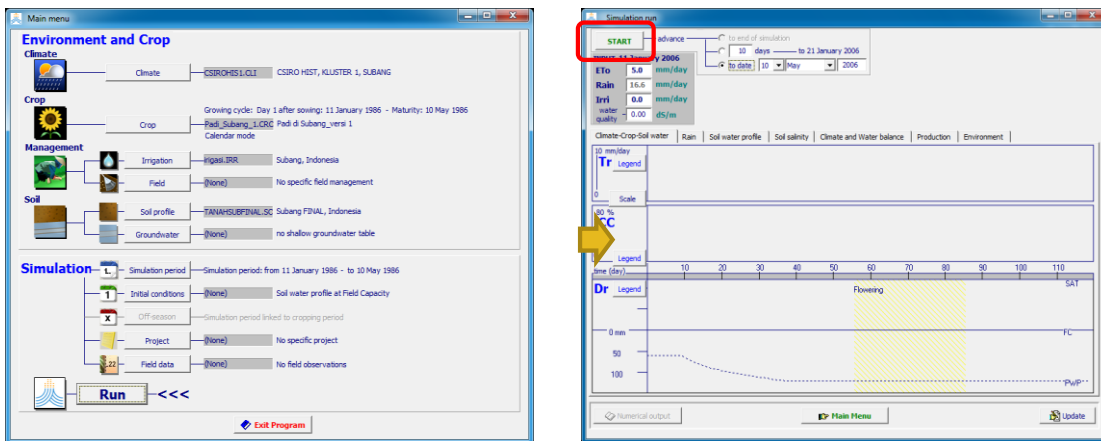 Main menu
Environment and Crop
Climate
Climate CSIROHIS1.CLI CSIRO HIST, KLUSTER 1, SUBANG
Crop
Growing cycle: Day 1 after sowing: 11 January 1986 - Maturity: 10 May 1986
Crop Padi_Subang_1.CRC Padi di Subang_versi 1
Calendar mode
Management
Irrigation irigasi.IRR Subang, Indonesia
Field (None) No specific field management
Soil
Soil profile TANAHSUBFINAL.SC Subang FINAL, Indonesia
Groundwater (None) no shallow groundwater table
Simulation
Simulation period Simulation period: from 11 January 1986 - to 10 May 1986
Initial conditions (None) Soil water profile at Field Capacity
Off-season Simulation period linked to cropping period
Project (None) No specific project
Field data (None) No field observations
Run <<<
Exit Program
Simulation run
START advance to end of simulation
10 days to 21 January 2006
to date 10 May 2006
11 January 2006
ETo 5.0 mm/day
Rain 16.6 mm/day
Irri 0.0 mm/day
water quality 0.00 dS/m
Climate-Crop-Soil water Rain Soil water profile Soil salinity Climate and Water balance Production Environment
10 mm/day
Tr Legend
0 Scale
80 %
CC
Legend
time (day) 10 20 30 40 50 60 70 80 90 100 110
Dr Legend Flowering SAT
0 mm FC
50
100 PWP
Numerical output Main Menu Update